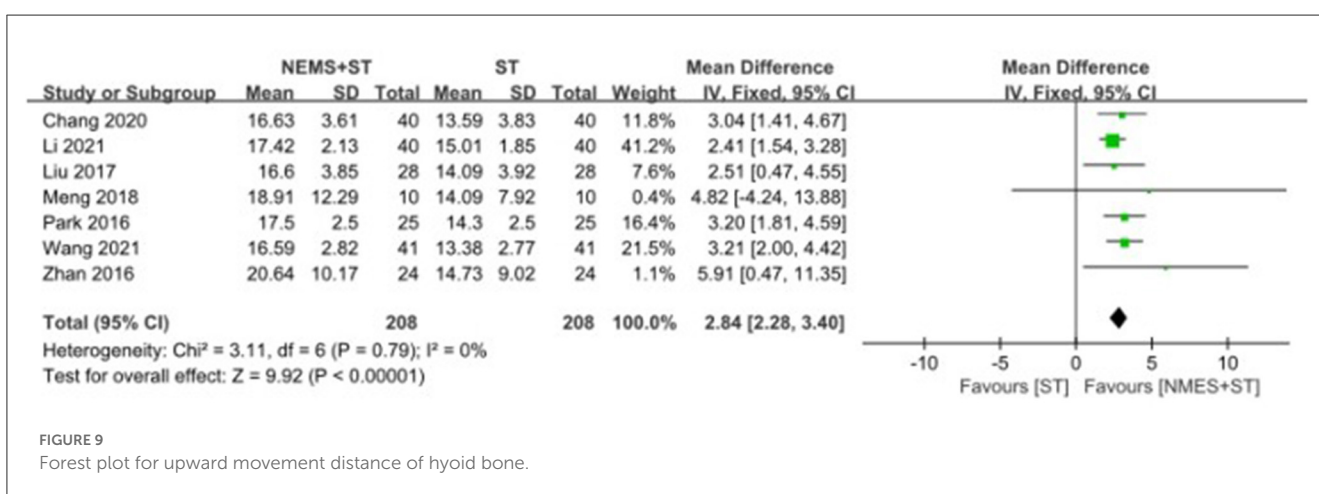 NEMS+ST ST Mean Difference Mean Difference
Study or Subgroup Mean SD Total Mean SD Total Weight IV, Fixed, 95% CI IV, Fixed, 95% CI
Chang 2020 16.63 3.61 40 13.59 3.83 40 11.8% 3.04 [1.41, 4.67]
Li 2021 17.42 2.13 40 15.01 1.85 40 41.2% 2.41 [1.54, 3.28]
Liu 2017 16.6 3.85 28 14.09 3.92 28 7.6% 2.51 [0.47, 4.55]
Meng 2018 18.91 12.29 10 14.09 7.92 10 0.4% 4.82 [-4.24, 13.88]
Park 2016 17.5 2.5 25 14.3 2.5 25 16.4% 3.20 [1.81, 4.59]
Wang 2021 16.59 2.82 41 13.38 2.77 41 21.5% 3.21 [2.00, 4.42]
Zhan 2016 20.64 10.17 24 14.73 9.02 24 1.1% 5.91 [0.47, 11.35]
Total (95% CI) 208 208 100.0% 2.84 [2.28, 3.40]
Heterogeneity: Chi² = 3.11, df = 6 (P = 0.79); I² = 0%
Test for overall effect: Z = 9.92 (P < 0.00001)
-10 -5 0 5 10
Favours [ST] Favours [NMES+ST]
FIGURE 9
Forest plot for upward movement distance of hyoid bone.